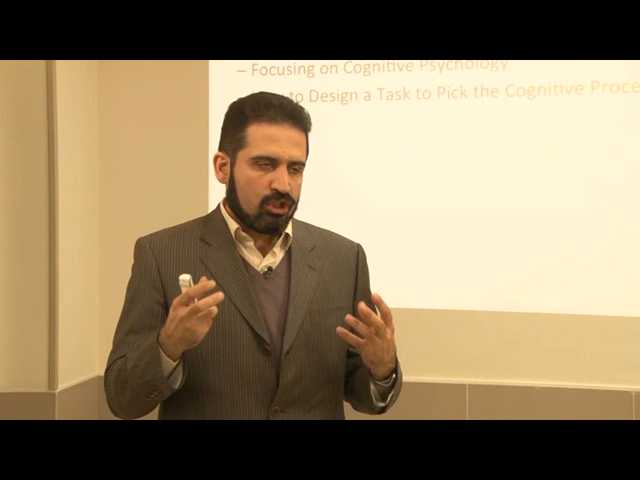 – Focusing on Cognitive Psychology
to Design a Task to Pick the Cognitive Proce